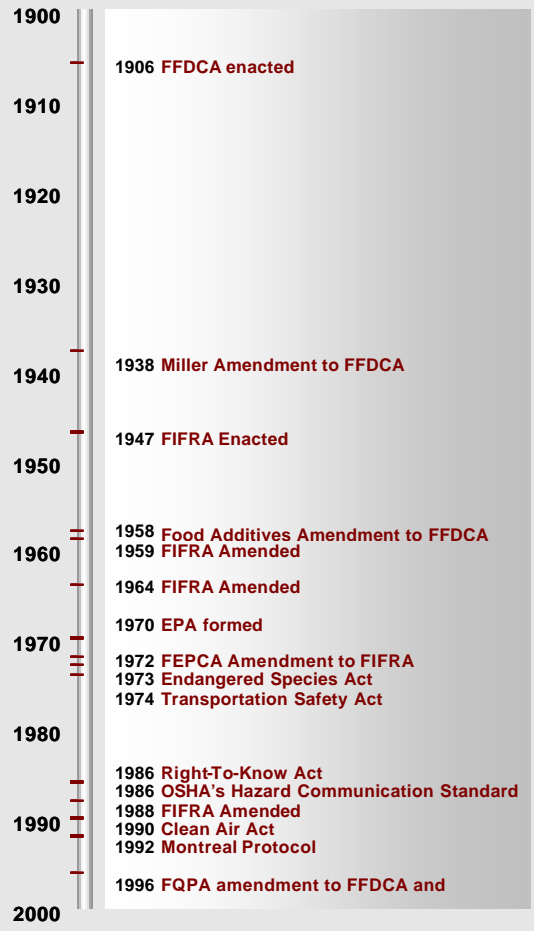 1900
1906 FFDCA enacted
1910
1920
1930
1938 Miller Amendment to FFDCA
1940
1947 FIFRA Enacted
1950
1958 Food Additives Amendment to FFDCA
1959 FIFRA Amended
1960
1964 FIFRA Amended
1970 EPA formed
1970
1972 FEPCA Amendment to FIFRA
1973 Endangered Species Act
1974 Transportation Safety Act
1980
1986 Right-To-Know Act
1986 OSHA's Hazard Communication Standard
1988 FIFRA Amended
1990
1990 Clean Air Act
1992 Montreal Protocol
1996 FQPA amendment to FFDCA and
2000